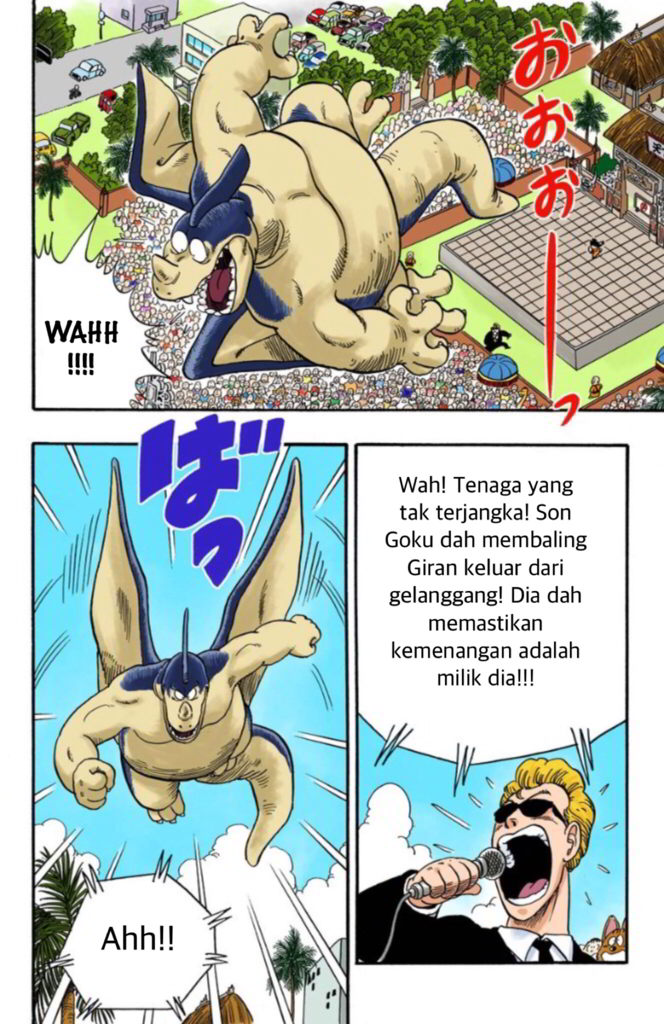 おおおーっ
WAHH
!!!!
ばっ
Wah! Tenaga yang
tak terjangka! Son
Goku dah membaling
Giran keluar dari
gelanggang! Dia dah
memastikan
kemenangan adalah
milik dia!!!
Ahh!!